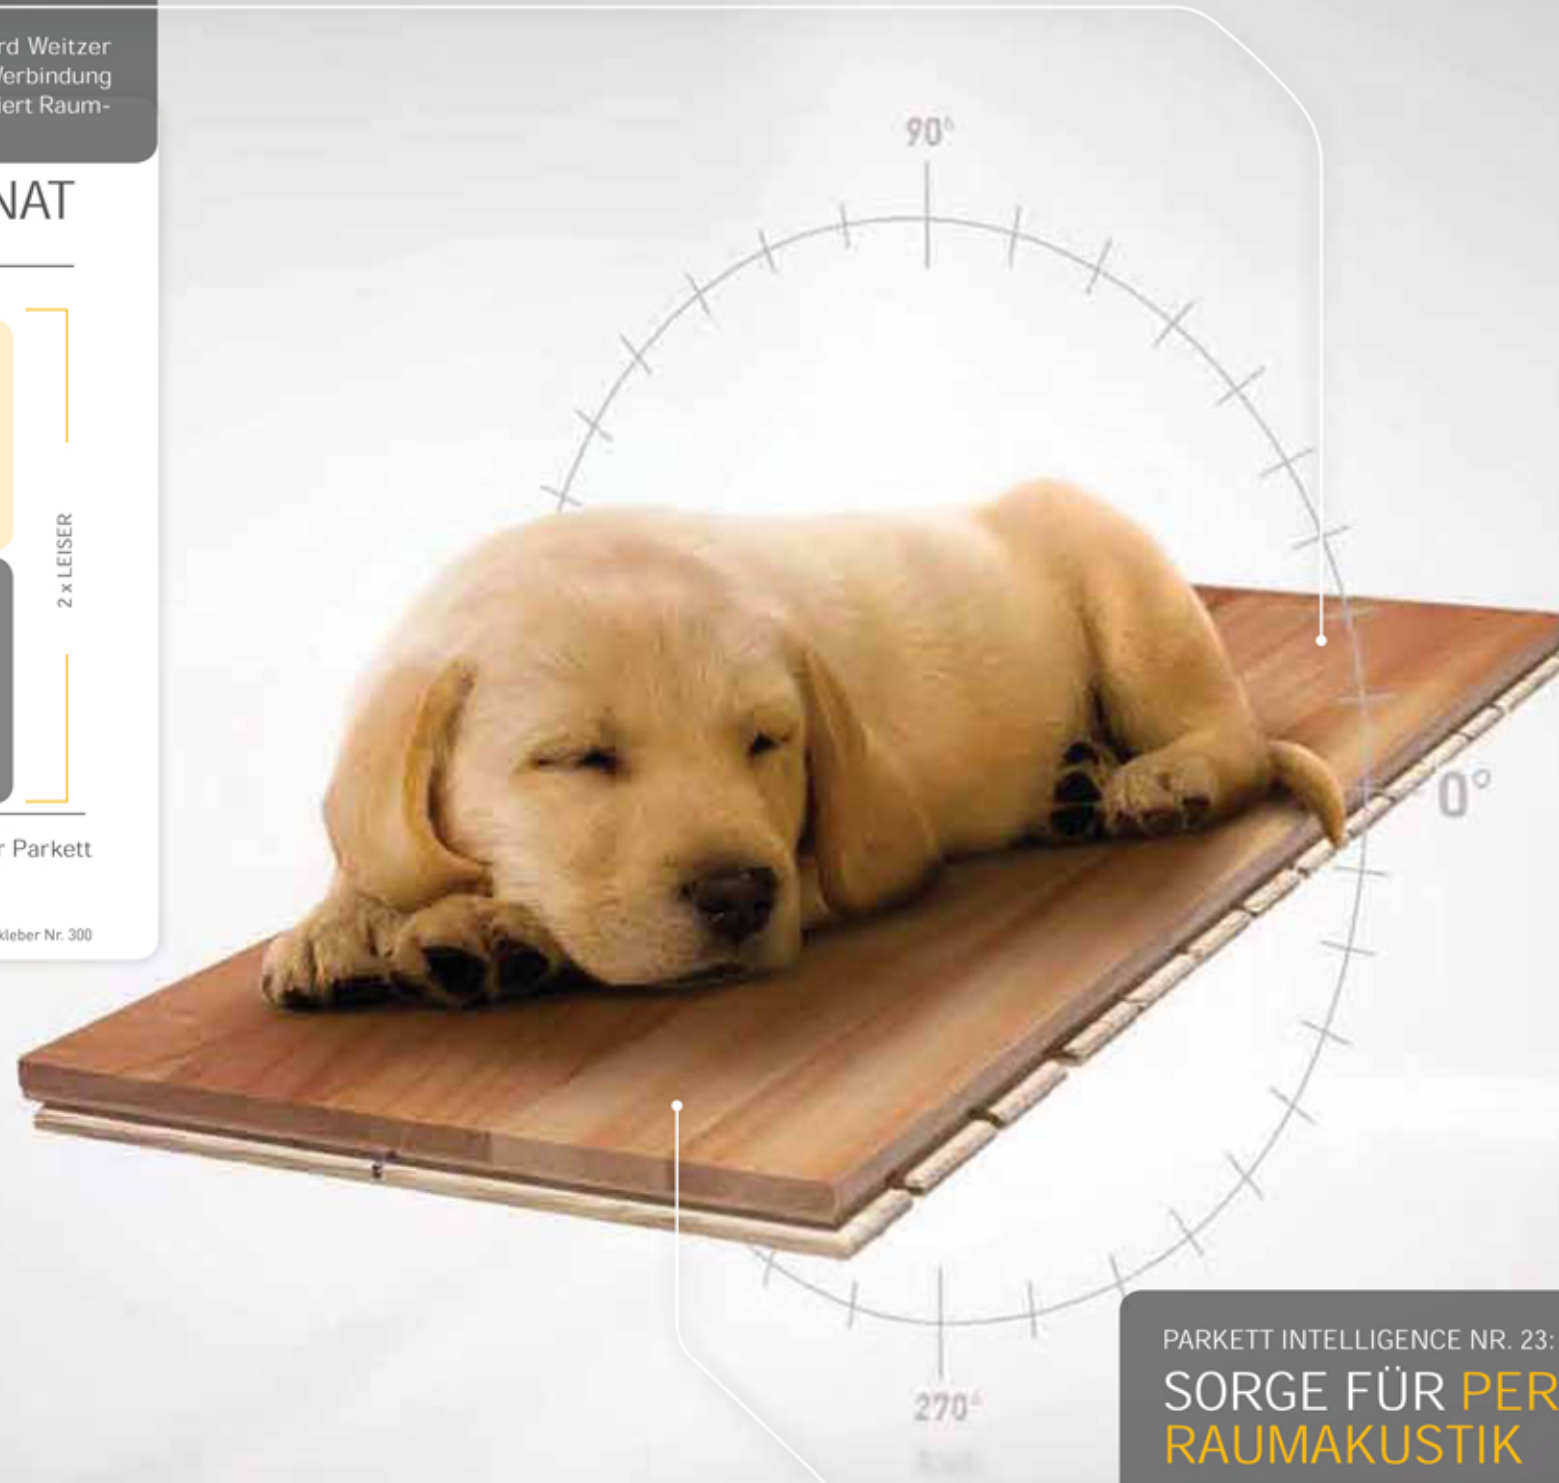 rd Weitzer
Verbindung
iert Raum-
NAT
2 x LEISER
r Parkett
kleber Nr. 300
90°
0°
270°
PARKETT INTELLIGENCE NR. 23:
SORGE FÜR PER
RAUMAKUSTIK